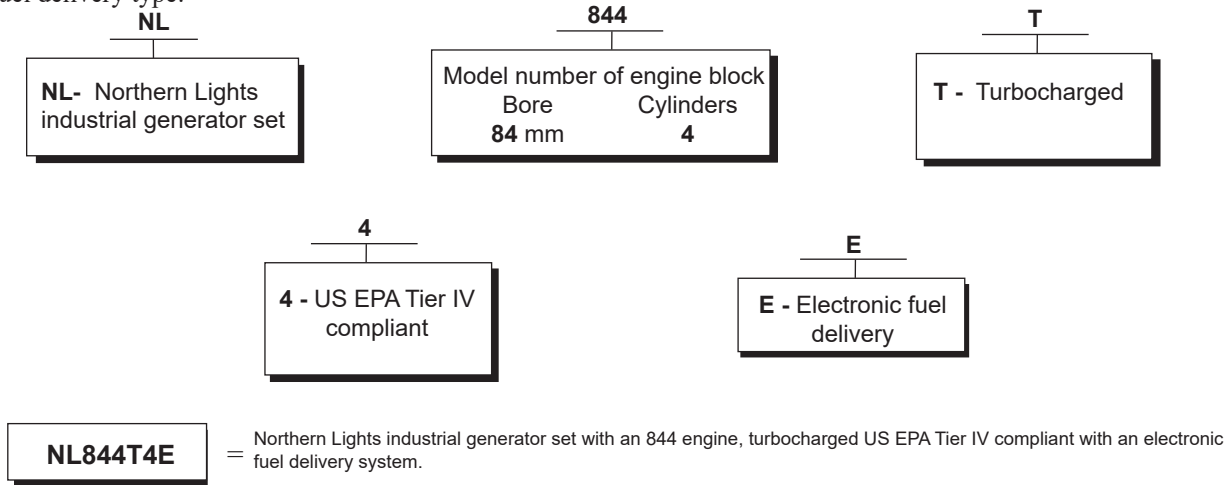 fuel delivery type.
NL
844
T
NL- Northern Lights
industrial generator set
Model number of engine block
Bore Cylinders
84 mm 4
T - Turbocharged
4
E
4 - US EPA Tier IV
compliant
E - Electronic fuel
delivery
NL844T4E
= Northern Lights industrial generator set with an 844 engine, turbocharged US EPA Tier IV compliant with an electronic
fuel delivery system.